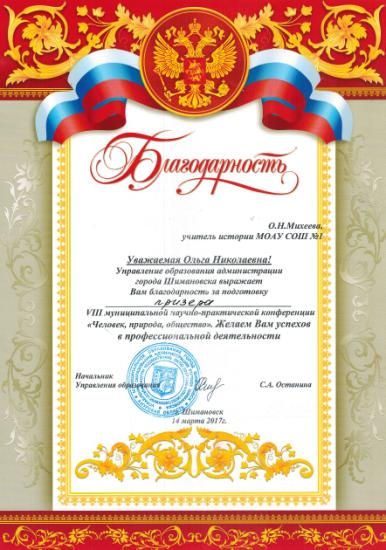 Благодарность
О.Н.Михеева,
учитель истории МОАУ СОШ №1
Уважаемая Ольга Николаевна!
Управление образования администрации
города Шимановска выражает
Вам благодарность за подготовку
призера
VIII муниципальной научно-практической конференции
«Человек, природа, общество». Желаем Вам успехов
в профессиональной деятельности
Начальник
Управления образования С.А. Останина
г. Шимановск
14 марта 2017г.